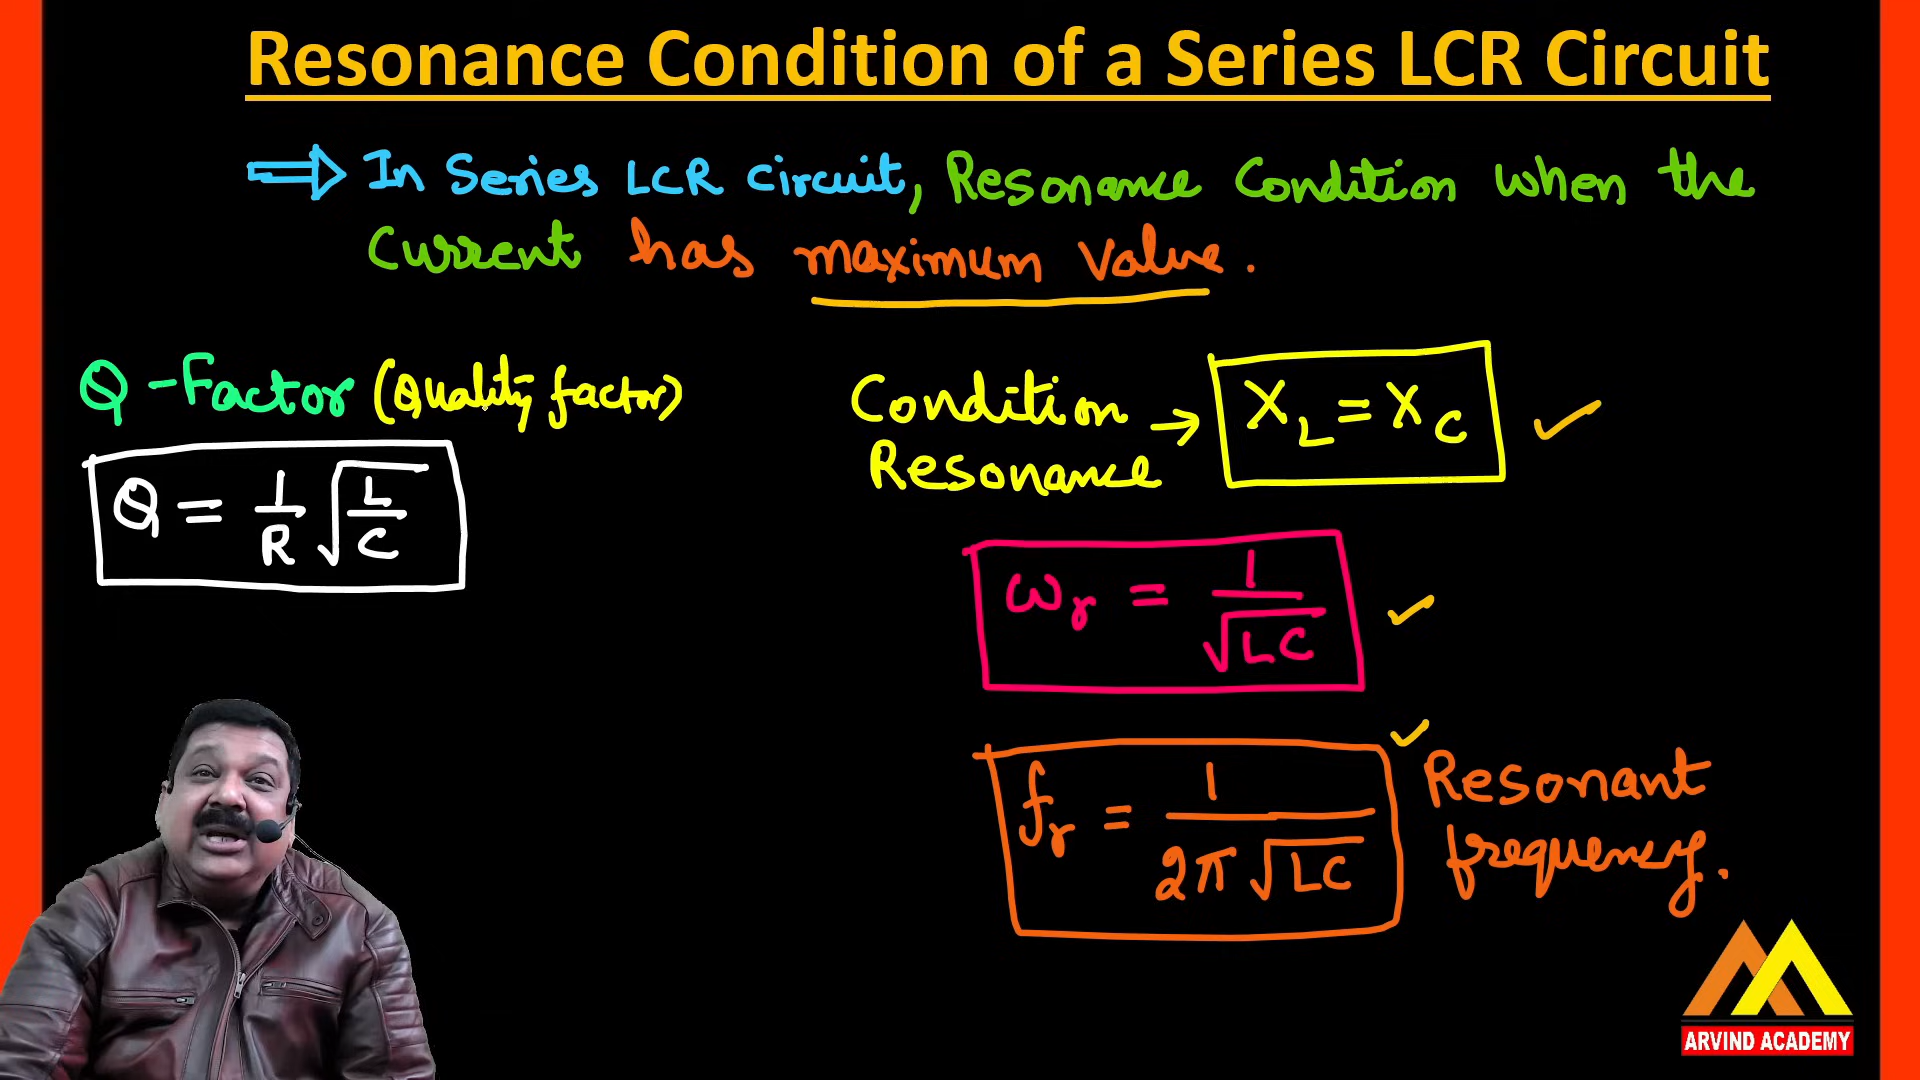 Resonance Condition of a Series LCR Circuit
⇒ In Series LCR Circuit, Resonance Condition when the
Current has maximum Value.
Q-Factor (Quality factor)
Q = 1/R √(L/C)
Condition
Resonance → X_L = X_C ✓
ω_r = 1/√(LC) ✓
f_r = 1/(2π√(LC)) ✓
Resonant
frequency.
ARVIND ACADEMY